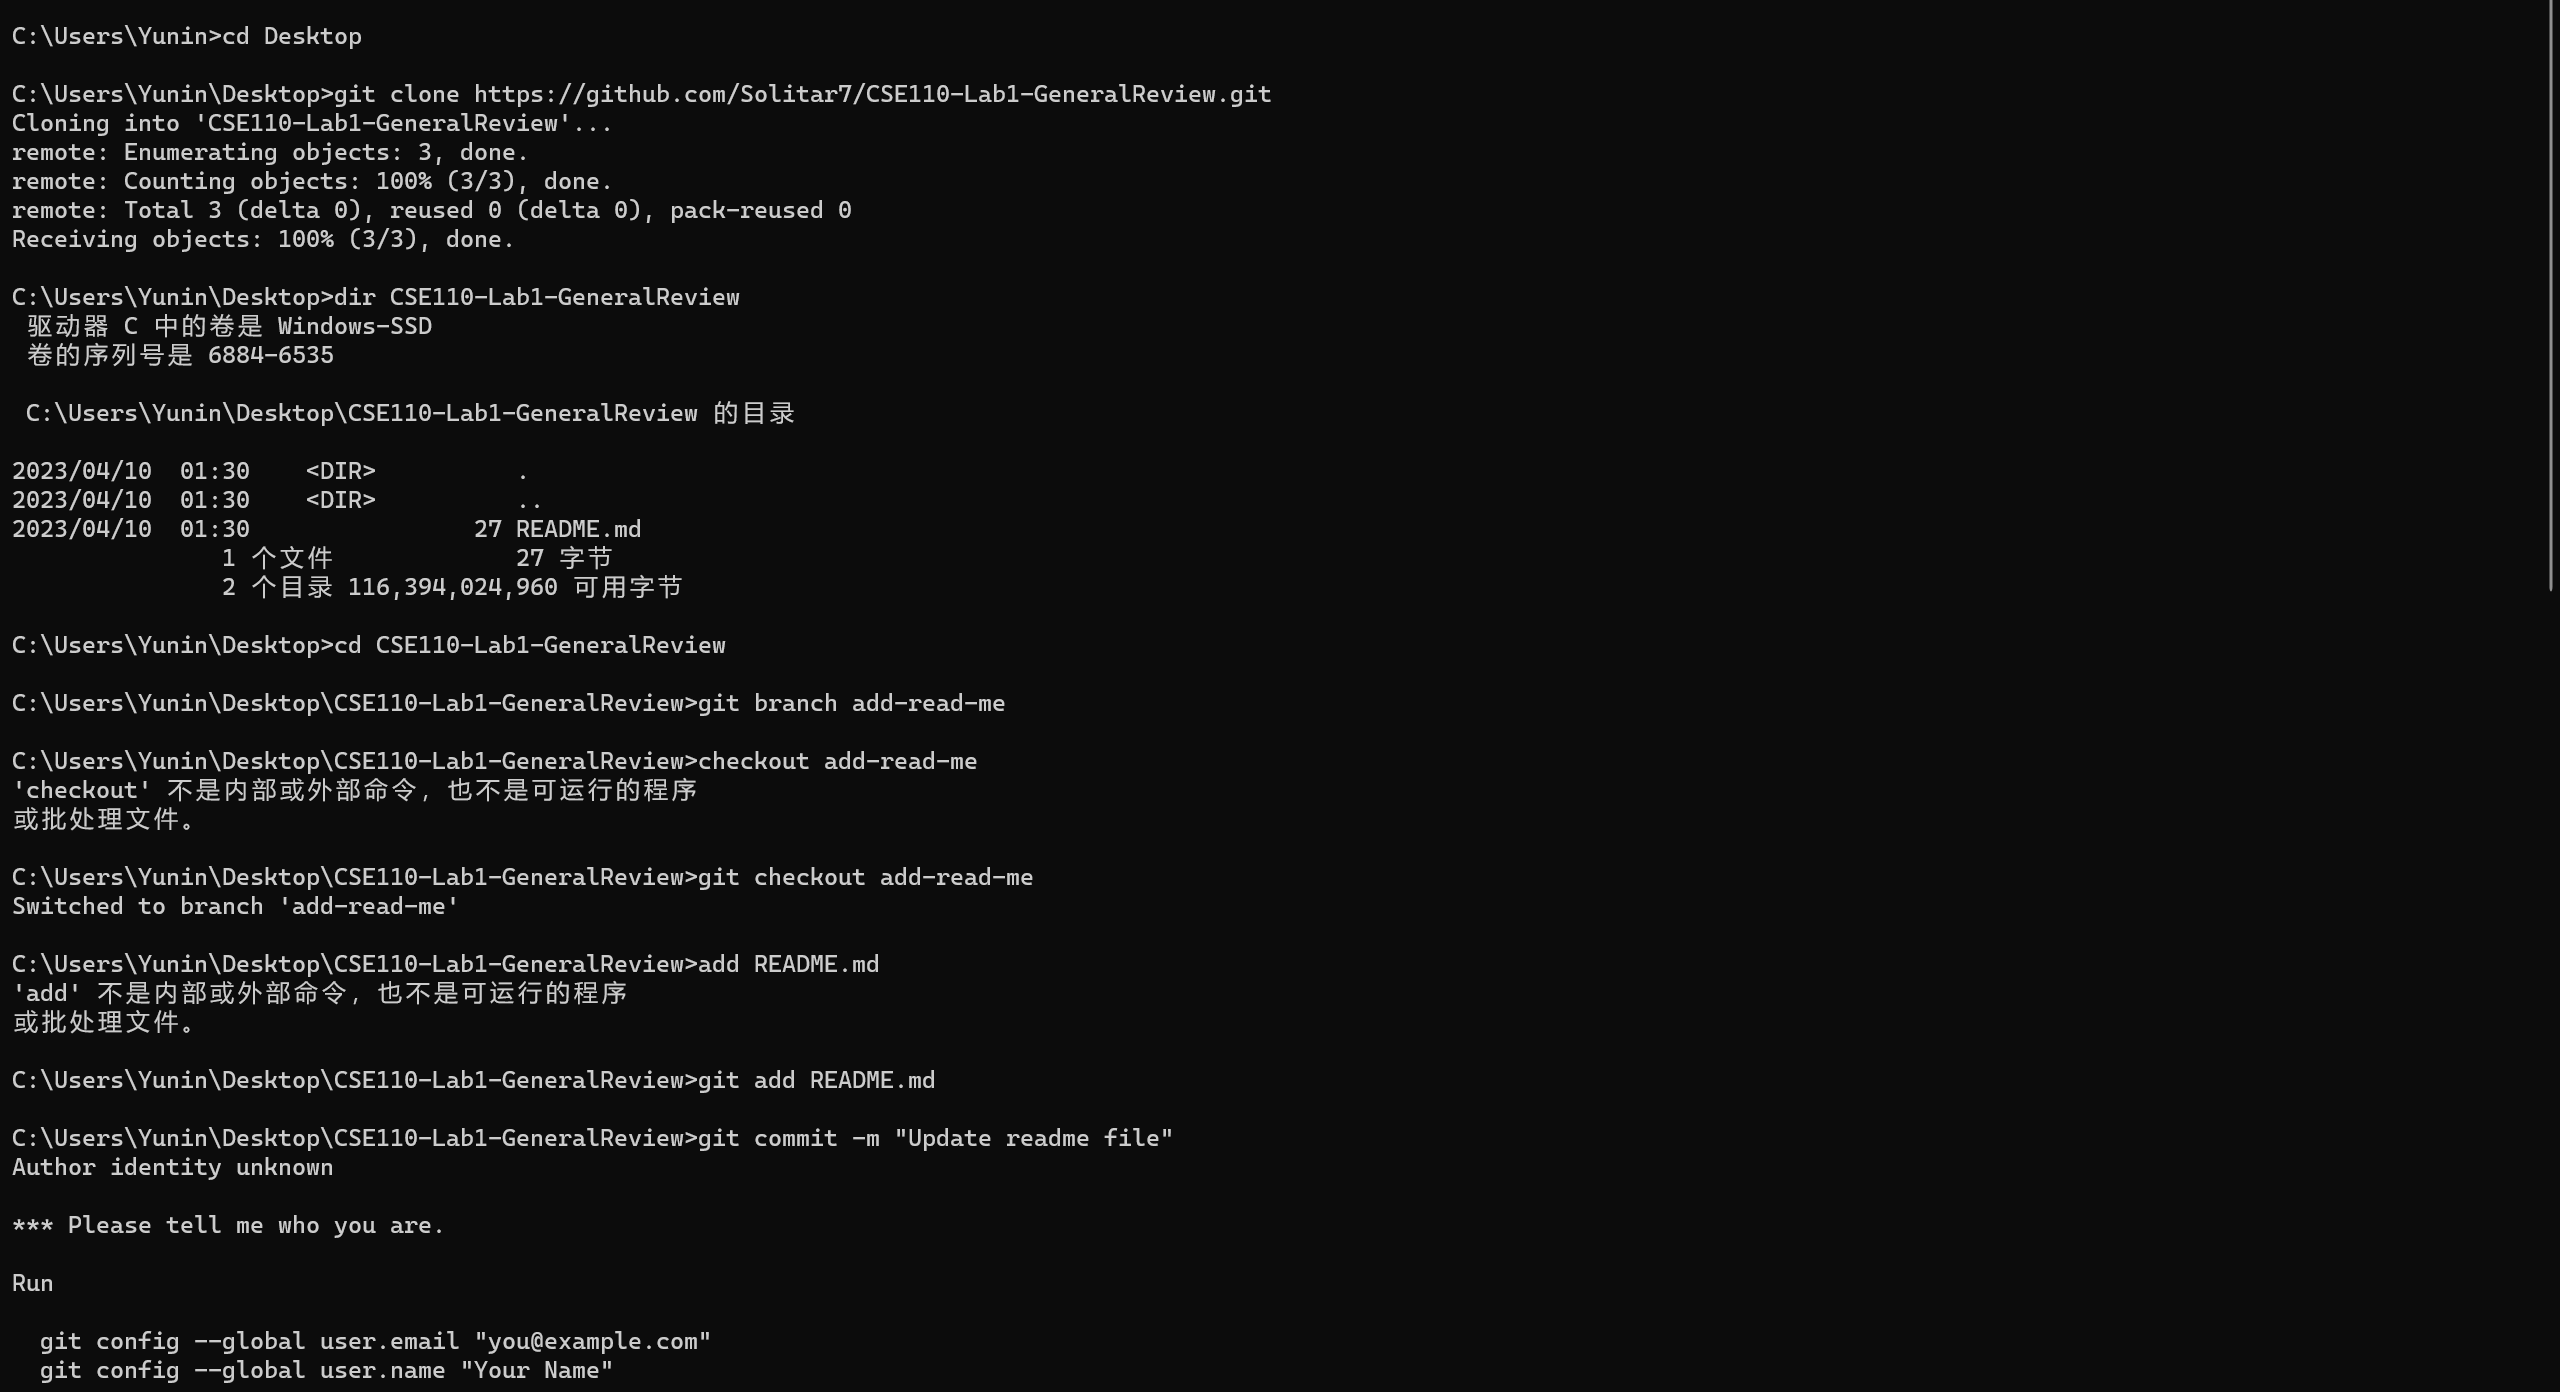 C:\Users\Yunin>cd Desktop
C:\Users\Yunin\Desktop>git clone https://github.com/Solitar7/CSE110-Lab1-GeneralReview.git
Cloning into 'CSE110-Lab1-GeneralReview'...
remote: Enumerating objects: 3, done.
remote: Counting objects: 100% (3/3), done.
remote: Total 3 (delta 0), reused 0 (delta 0), pack-reused 0
Receiving objects: 100% (3/3), done.
C:\Users\Yunin\Desktop>dir CSE110-Lab1-GeneralReview
驱动器 C 中的卷是 Windows-SSD
卷的序列号是 6884-6535
C:\Users\Yunin\Desktop\CSE110-Lab1-GeneralReview 的目录
2023/04/10  01:30    <DIR>          .
2023/04/10  01:30    <DIR>          ..
2023/04/10  01:30                27 README.md
1 个文件             27 字节
2 个目录 116,394,024,960 可用字节
C:\Users\Yunin\Desktop>cd CSE110-Lab1-GeneralReview
C:\Users\Yunin\Desktop\CSE110-Lab1-GeneralReview>git branch add-read-me
C:\Users\Yunin\Desktop\CSE110-Lab1-GeneralReview>checkout add-read-me
'checkout' 不是内部或外部命令，也不是可运行的程序
或批处理文件。
C:\Users\Yunin\Desktop\CSE110-Lab1-GeneralReview>git checkout add-read-me
Switched to branch 'add-read-me'
C:\Users\Yunin\Desktop\CSE110-Lab1-GeneralReview>add README.md
'add' 不是内部或外部命令，也不是可运行的程序
或批处理文件。
C:\Users\Yunin\Desktop\CSE110-Lab1-GeneralReview>git add README.md
C:\Users\Yunin\Desktop\CSE110-Lab1-GeneralReview>git commit -m "Update readme file"
Author identity unknown
*** Please tell me who you are.
Run
git config --global user.email "you@example.com"
git config --global user.name "Your Name"